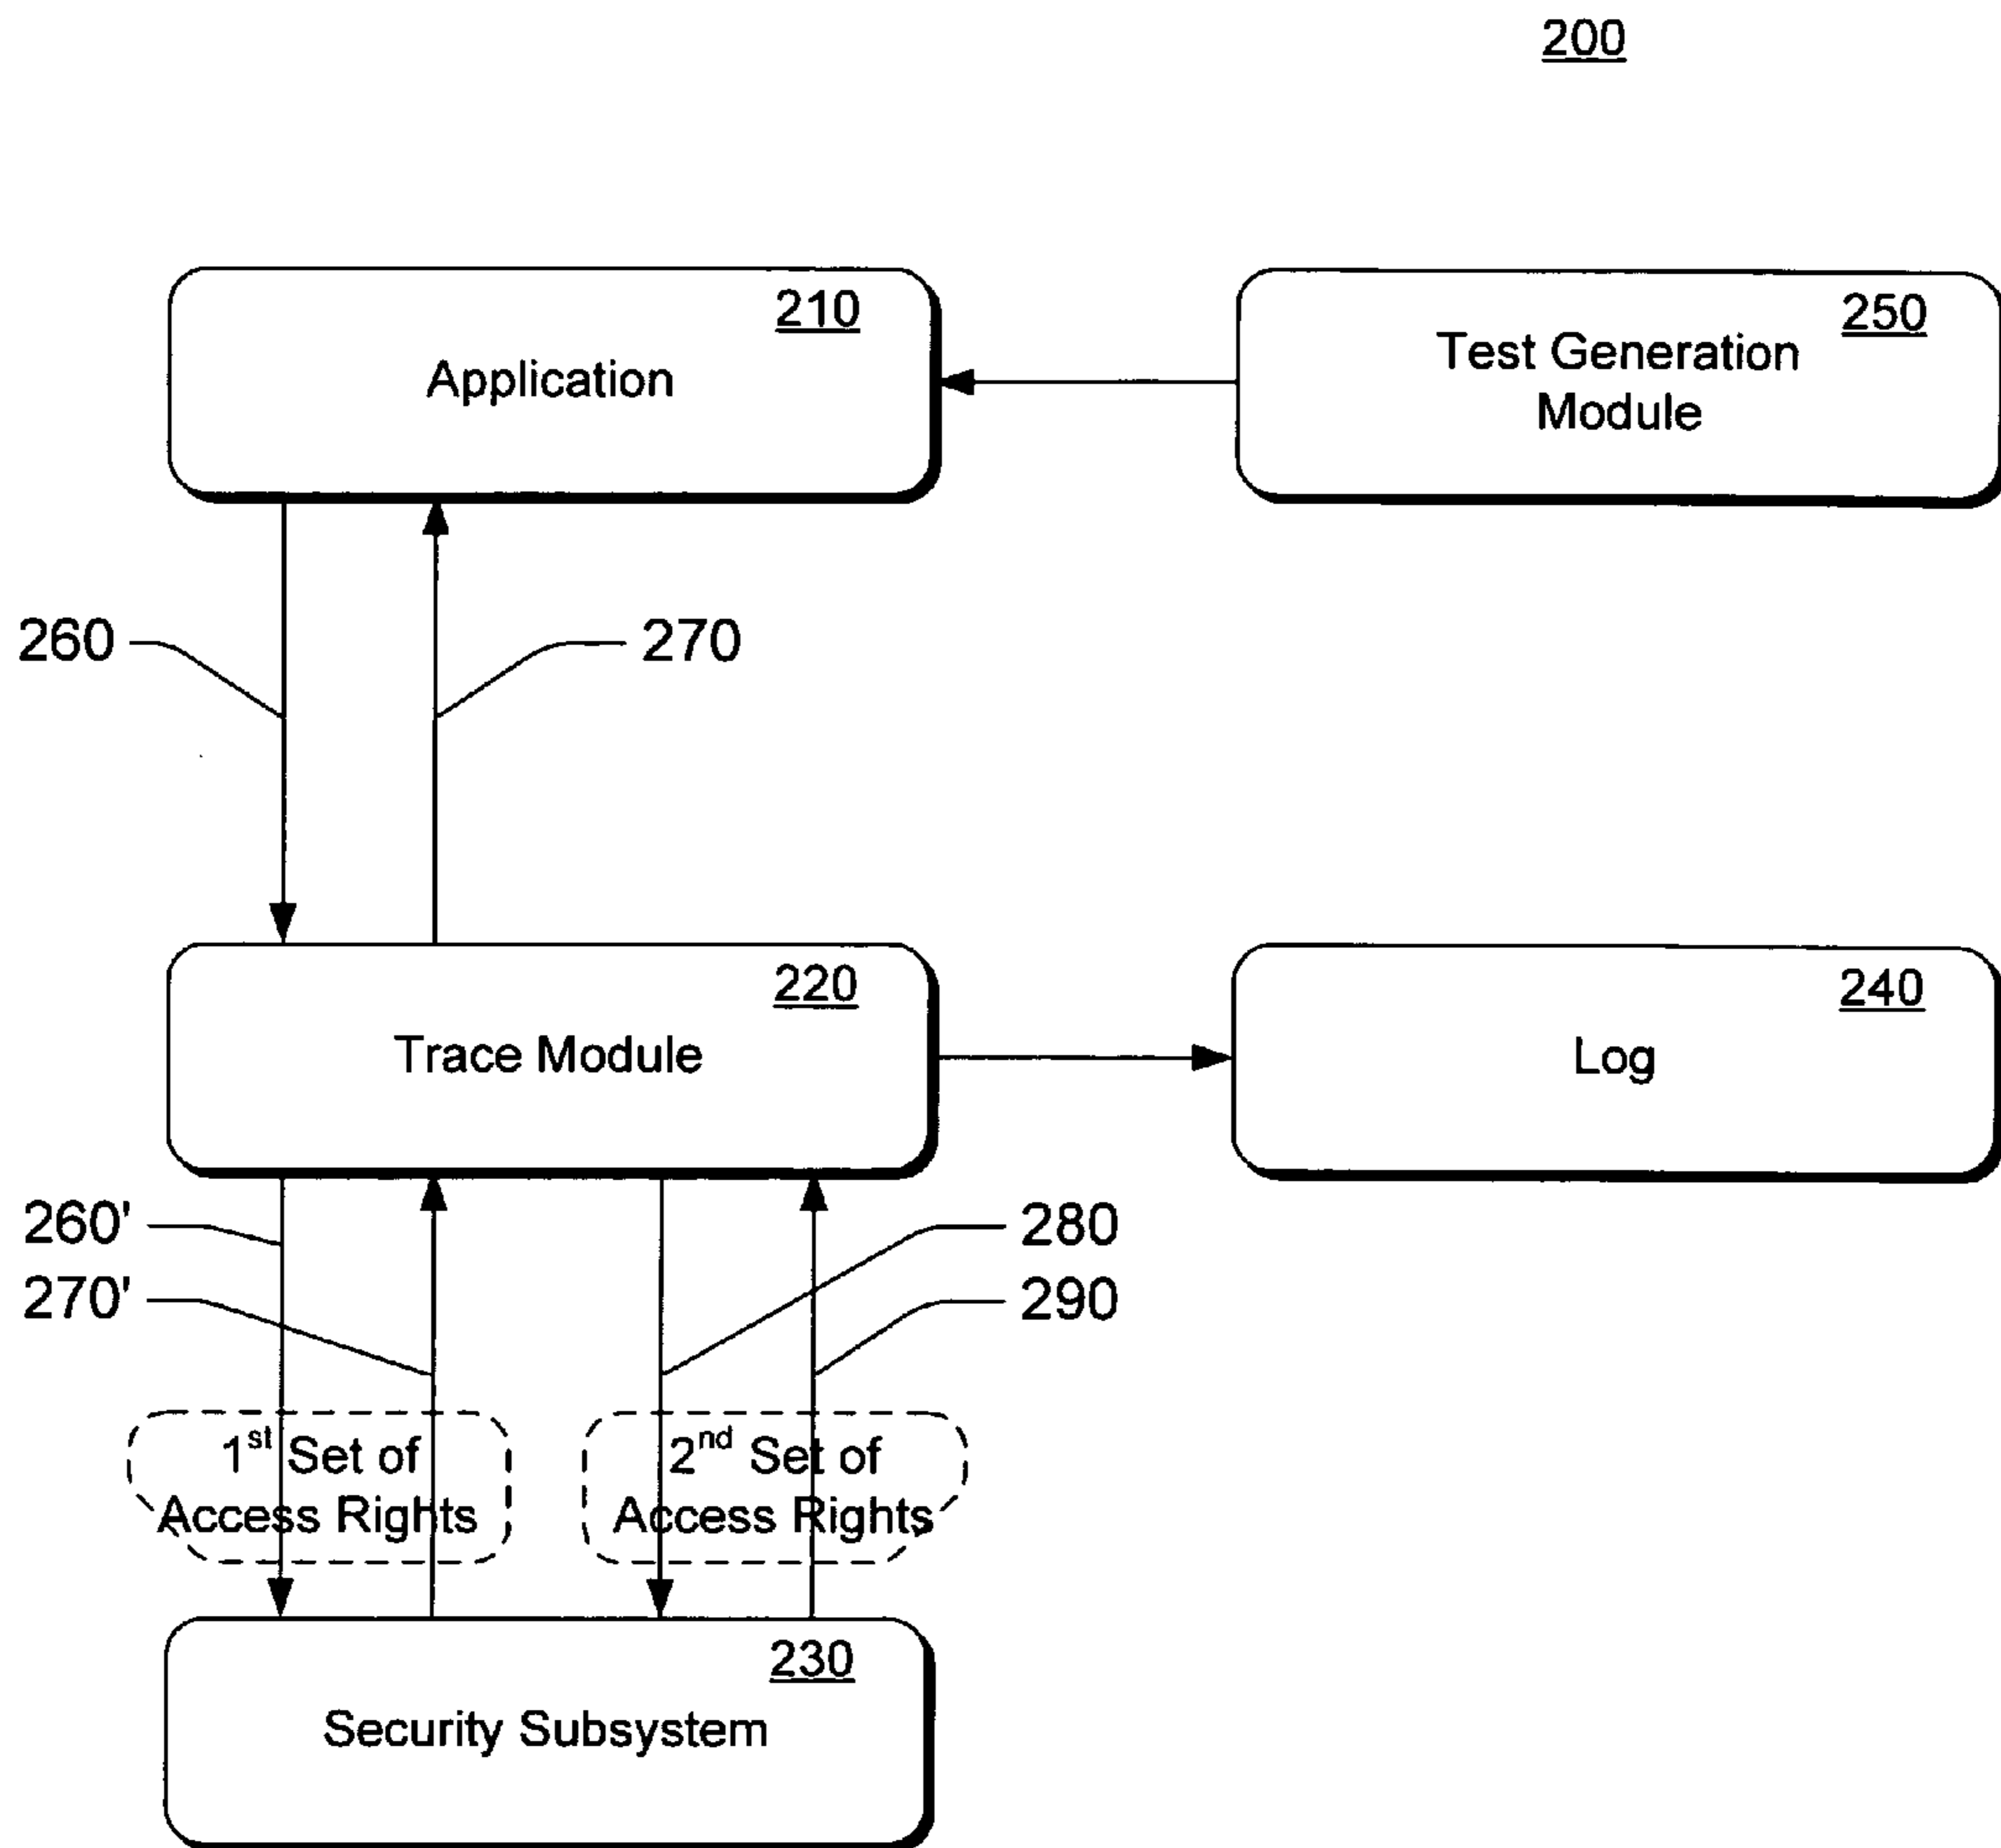 200
210
Application
250
Test Generation
Module
260
270
220
Trace Module
240
Log
260'
270'
280
290
1st Set of
Access Rights
2nd Set of
Access Rights
230
Security Subsystem